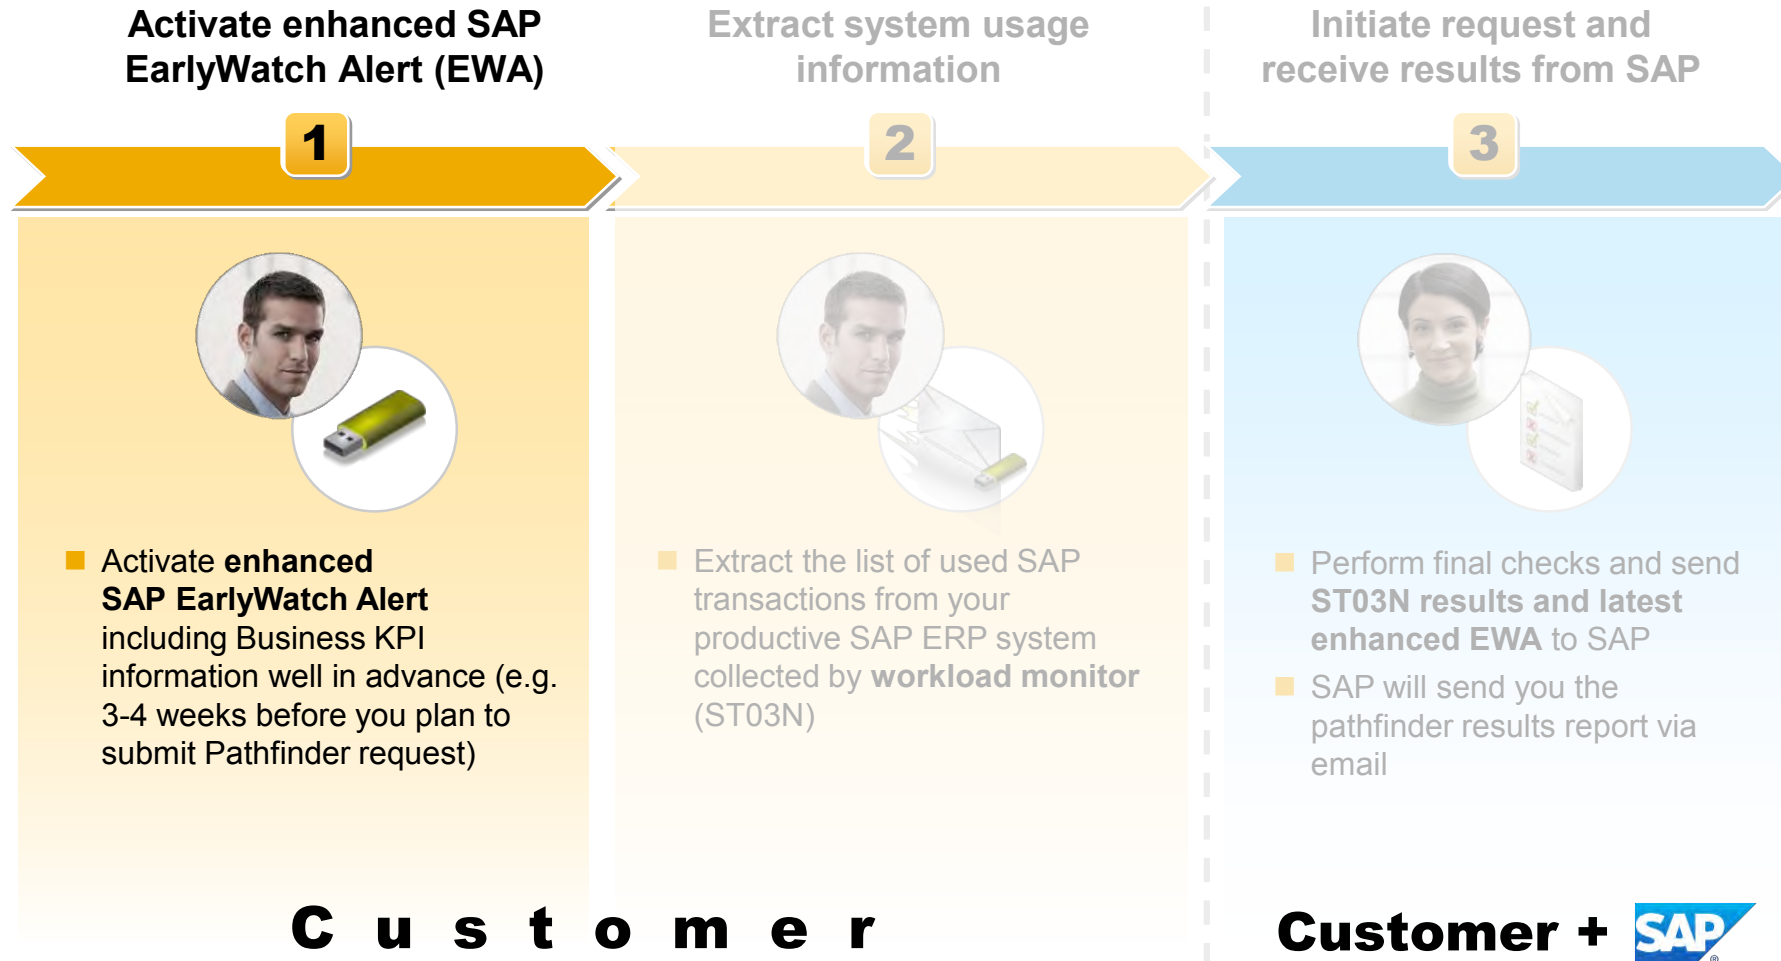 Activate enhanced SAP
EarlyWatch Alert (EWA)
Extract system usage
information
Initiate request and
receive results from SAP
1
2
3
Activate enhanced
SAP EarlyWatch Alert
including Business KPI
information well in advance (e.g.
3-4 weeks before you plan to
submit Pathfinder request)
Extract the list of used SAP
transactions from your
productive SAP ERP system
collected by workload monitor
(ST03N)
Perform final checks and send
ST03N results and latest
enhanced EWA to SAP
SAP will send you the
pathfinder results report via
email
Customer
Customer + SAP®